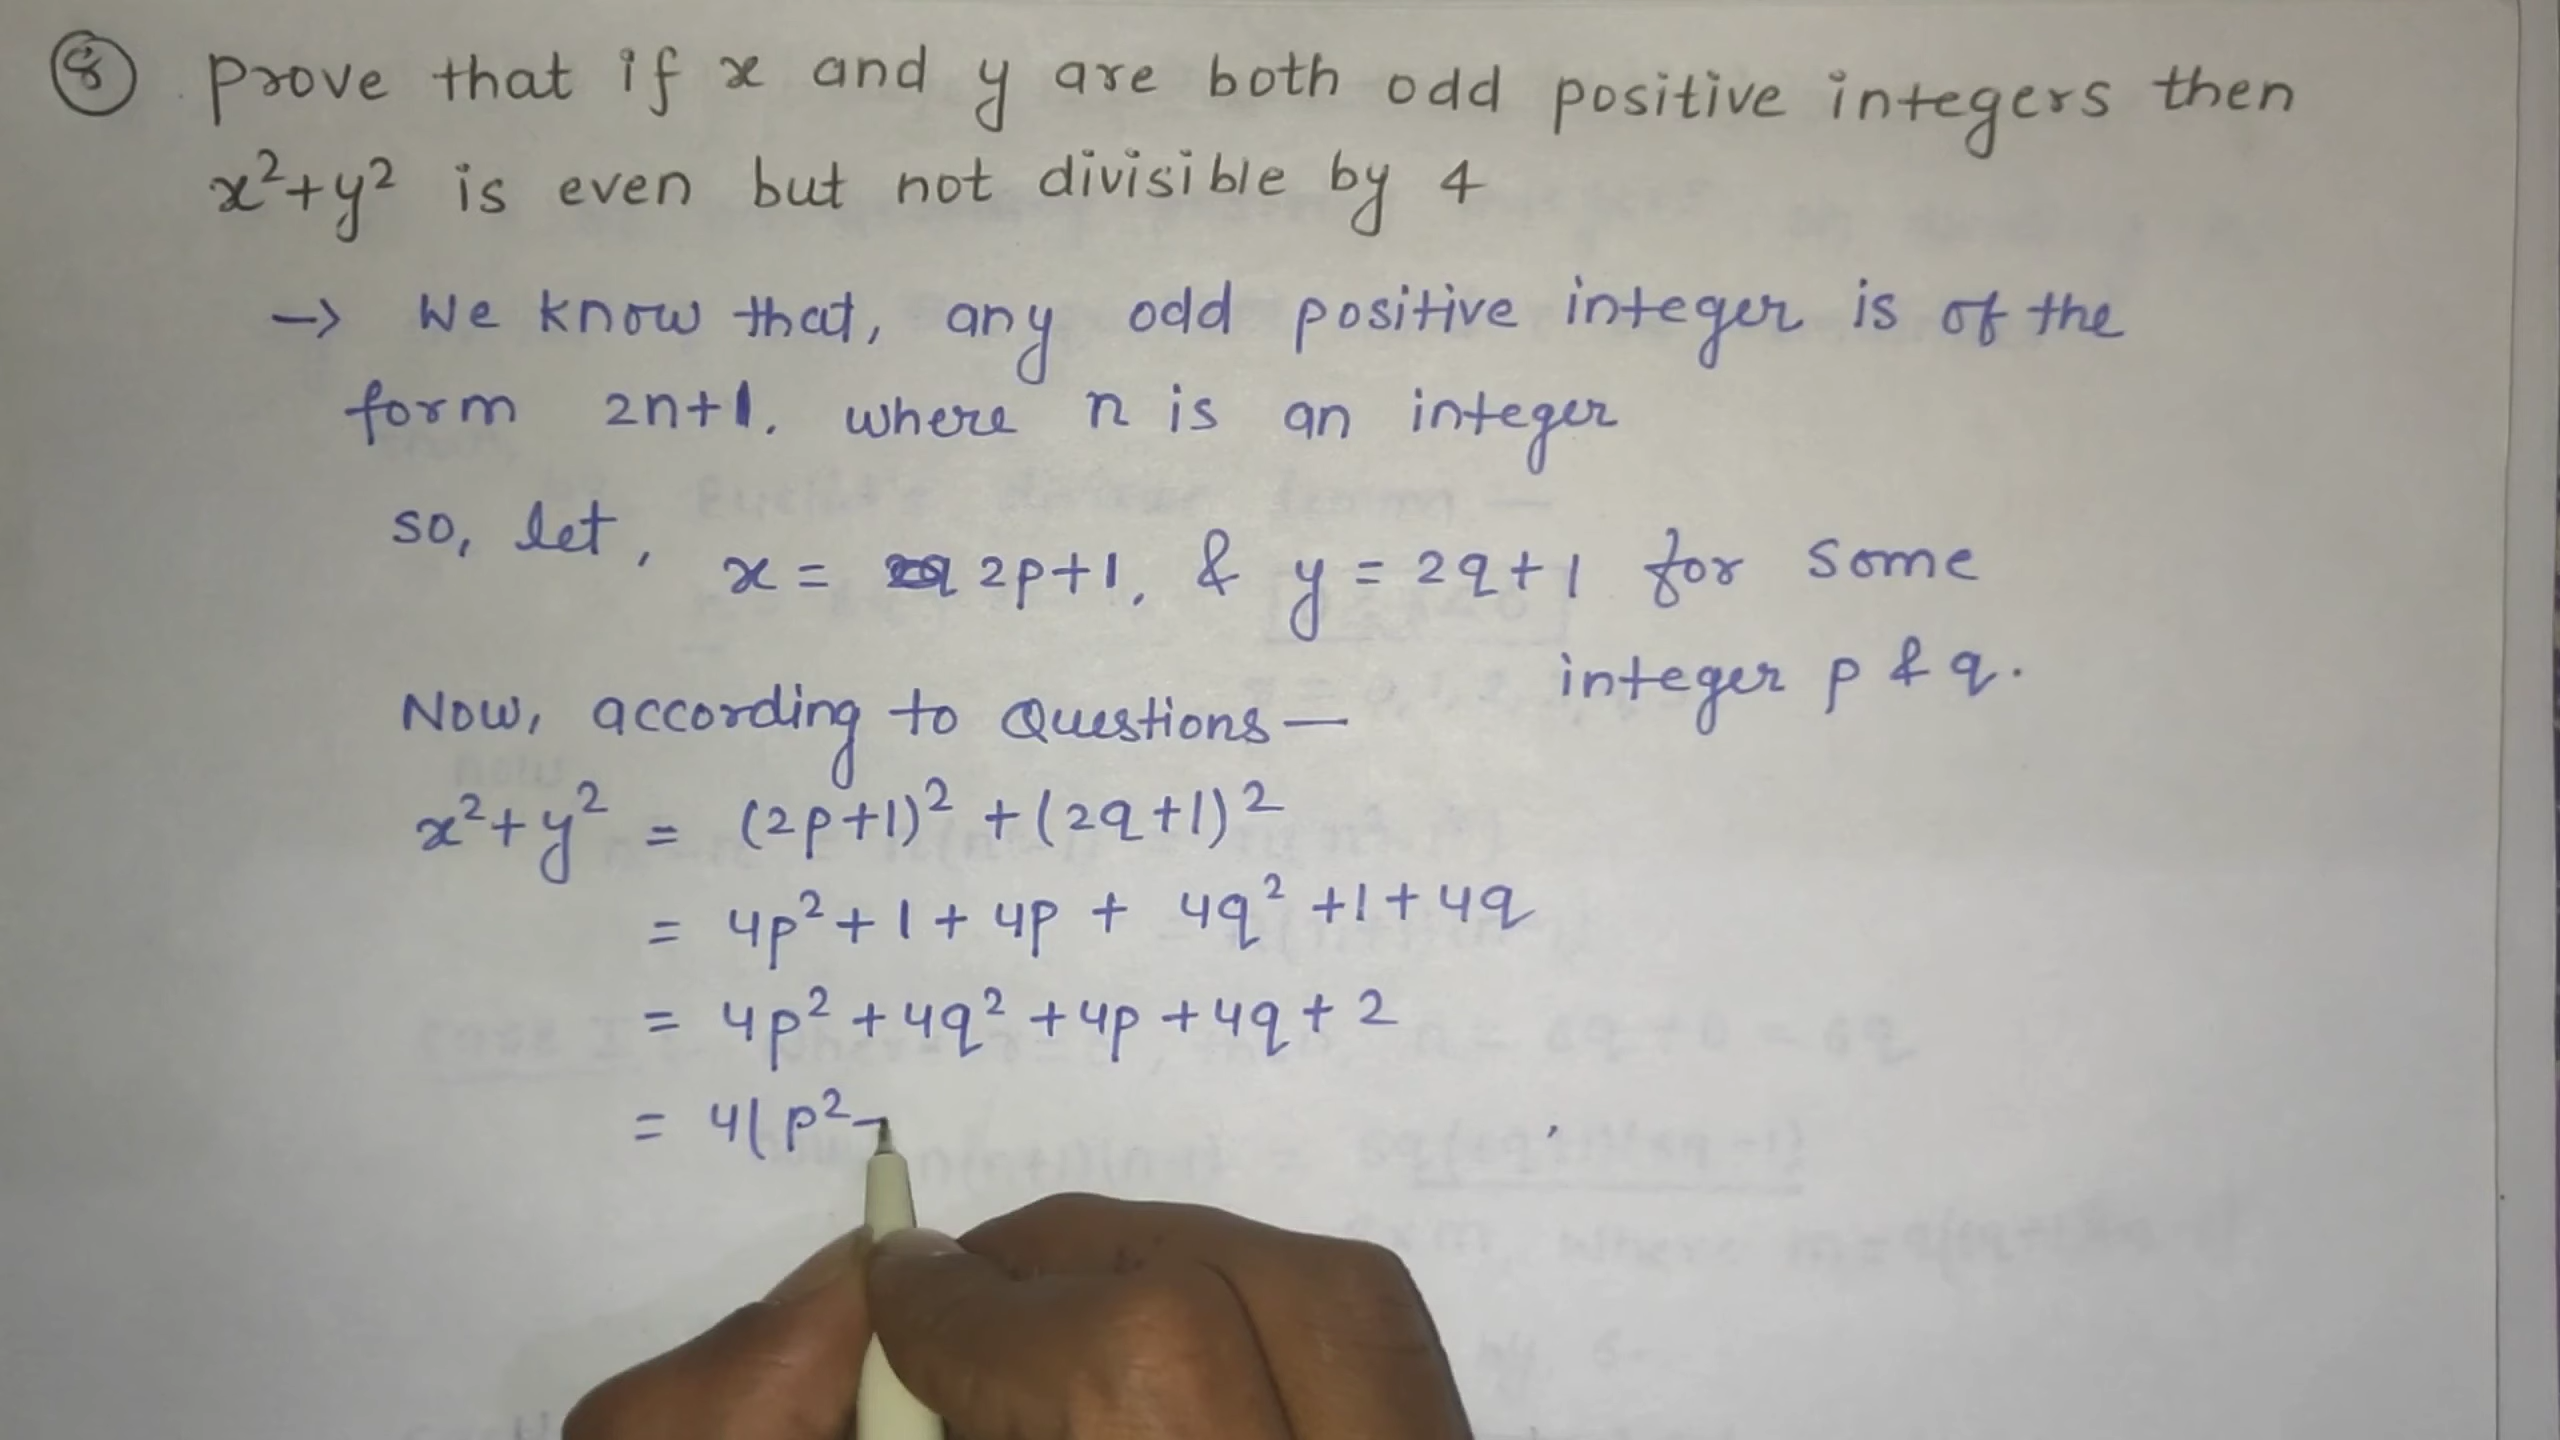 8 prove that if x and y are both odd positive integers then
x²+y² is even but not divisible by 4
→ We know that, any odd positive integer is of the
form 2n+1. where n is an integer
so, let, x = 2p+1, & y = 2q+1 for some
integer p & q.
Now, according to Questions —
x²+y² = (2p+1)² + (2q+1)²
= 4p²+1+4p + 4q²+1+4q
= 4p²+4q²+4p+4q+2
= 4(p²-